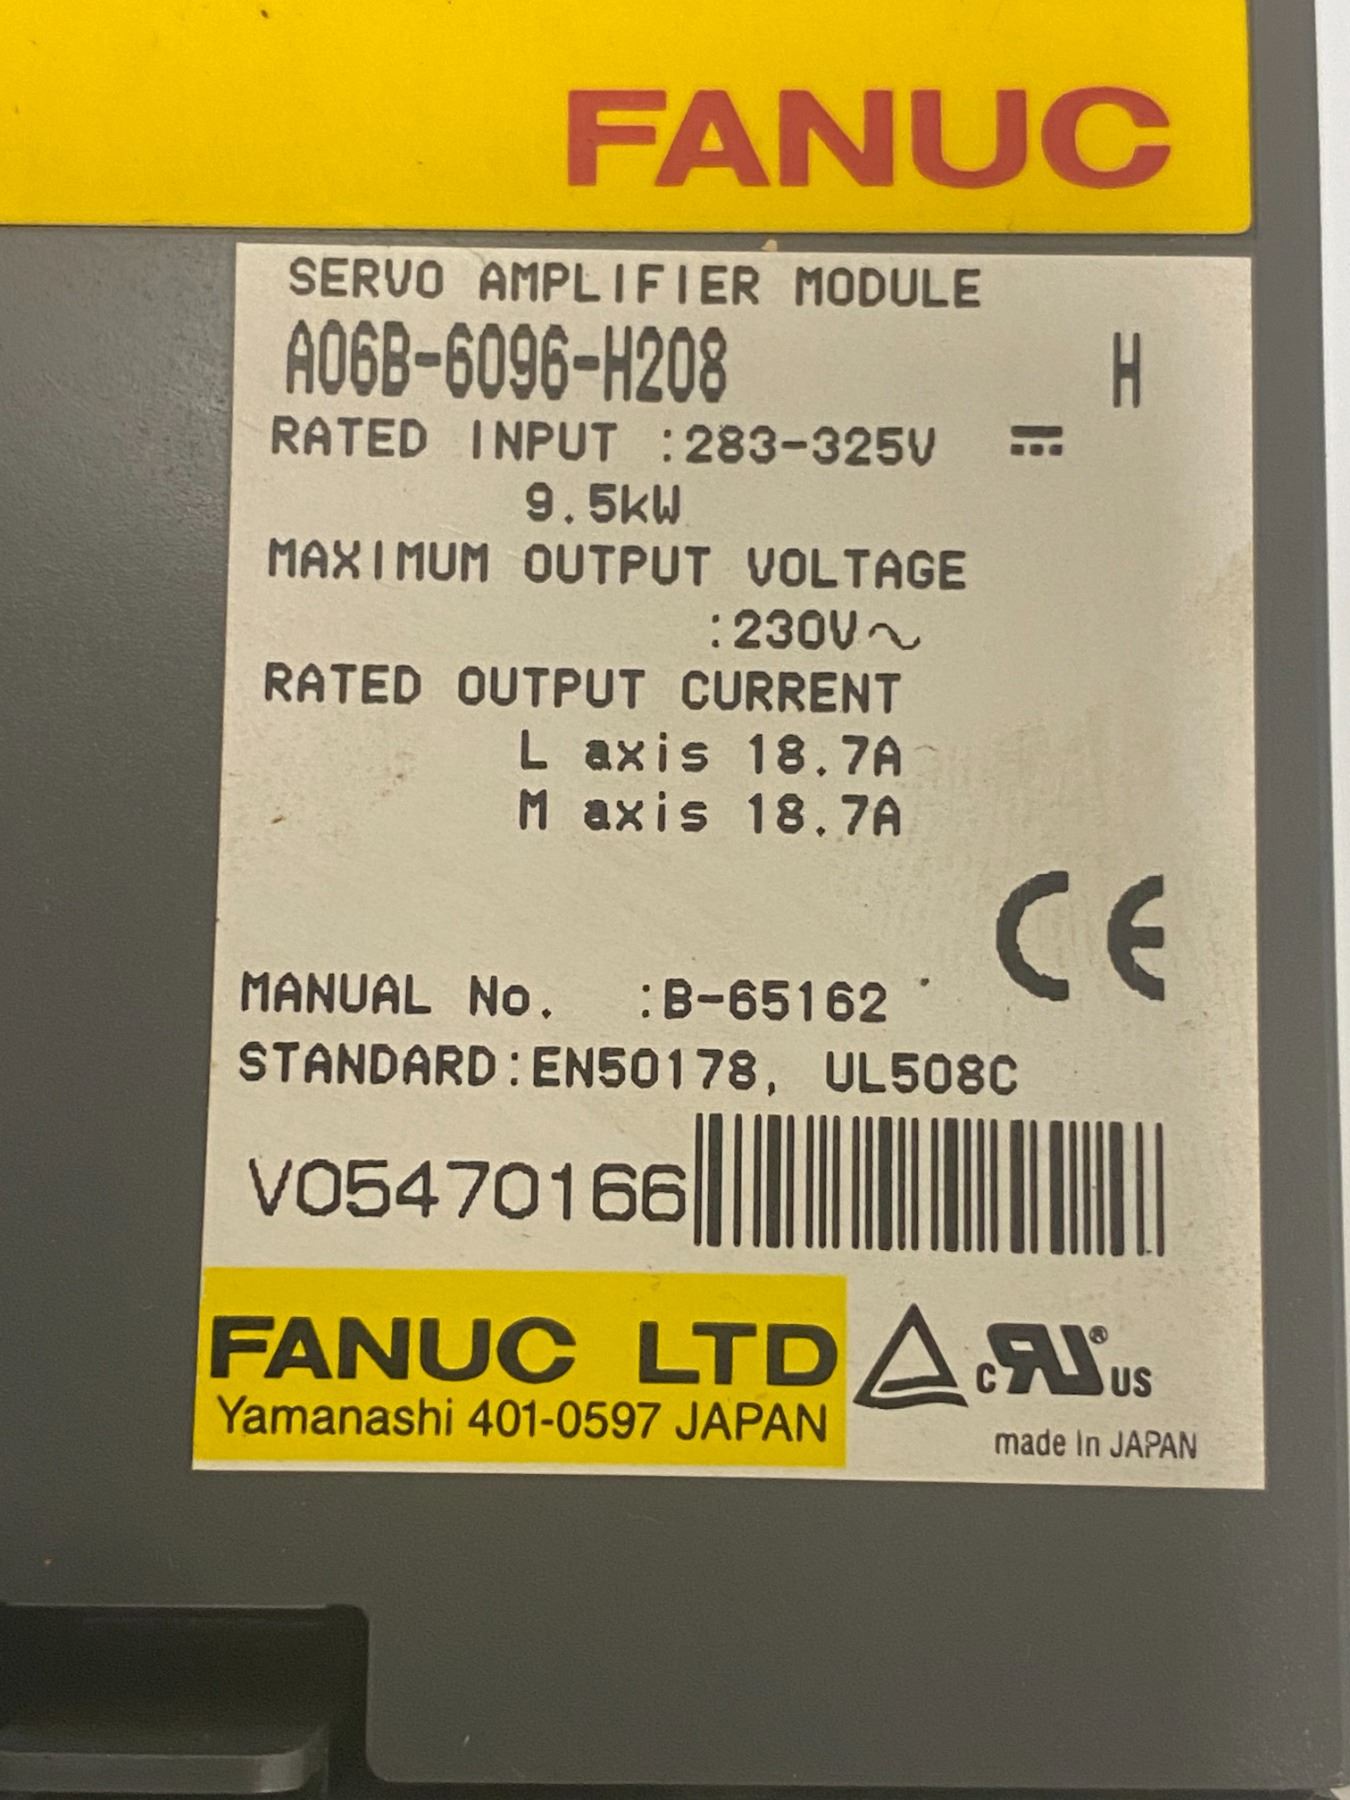 FANUC
SERVO AMPLIFIER MODULE
A06B-6096-H208 H
RATED INPUT :283-325V ⎓
9.5kW
MAXIMUM OUTPUT VOLTAGE
:230V~
RATED OUTPUT CURRENT
L axis 18.7A
M axis 18.7A
CE
MANUAL No. :B-65162
STANDARD:EN50178, UL508C
V05470166
FANUC LTD
Yamanashi 401-0597 JAPAN
c RU ® US
made In JAPAN